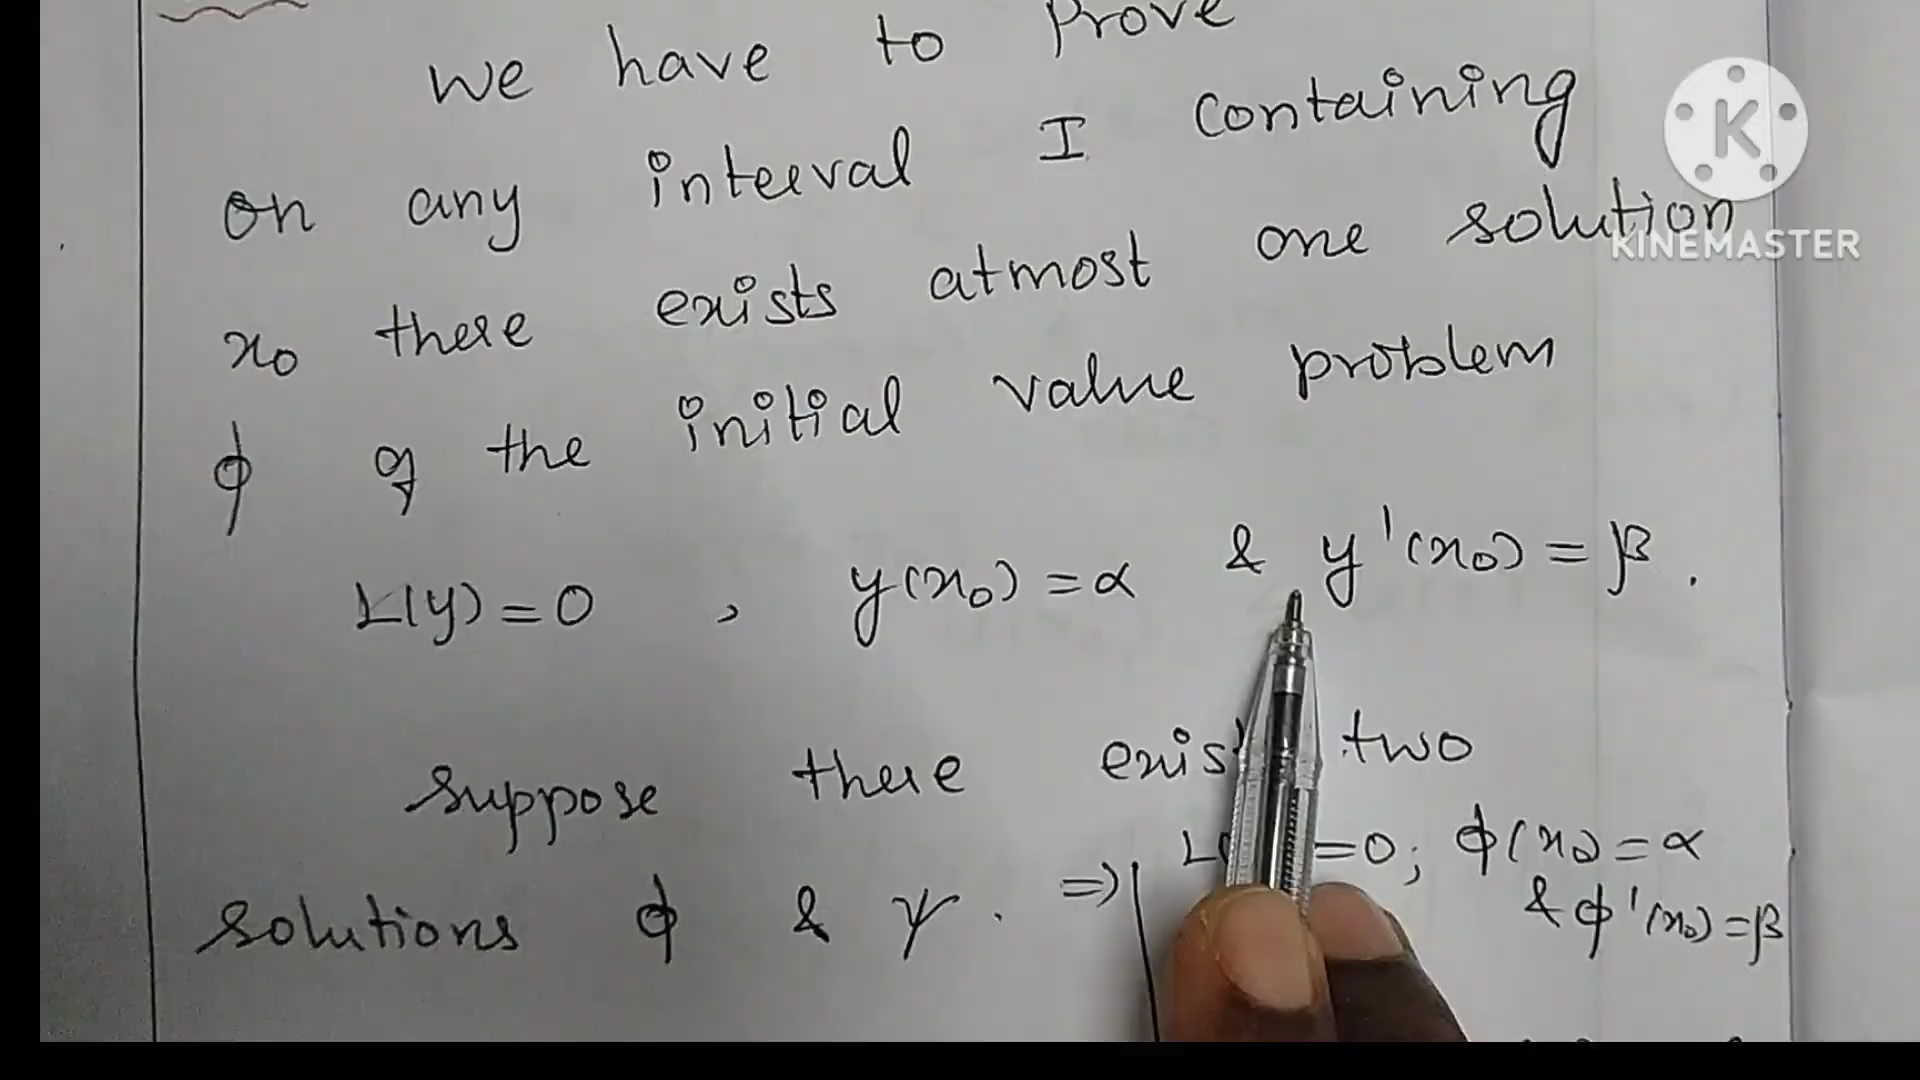 We have to Prove
on any interval I containing
x₀ there exists atmost one solution
ϕ of the initial value problem
L(y) = 0 , y(x₀) = α & y'(x₀) = β .
Suppose there exist two
solutions ϕ & ψ . ⇒
=0; ϕ(x₀) = α
& ϕ'(x₀) = β
K
KINEMASTER